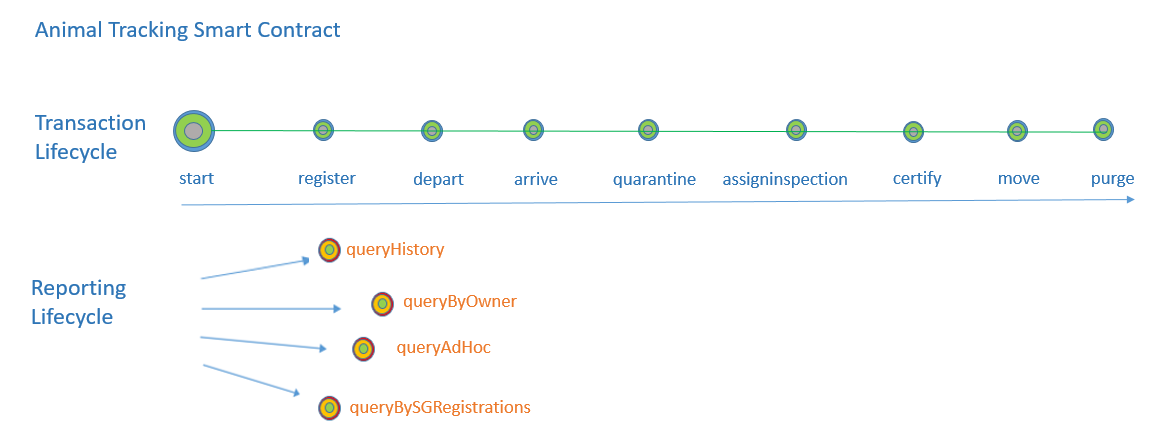 Animal Tracking Smart Contract
Transaction
Lifecycle
start register depart arrive quarantine assigninspection certify move purge
queryHistory
Reporting
Lifecycle
queryByOwner
queryAdHoc
queryBySGRegistrations